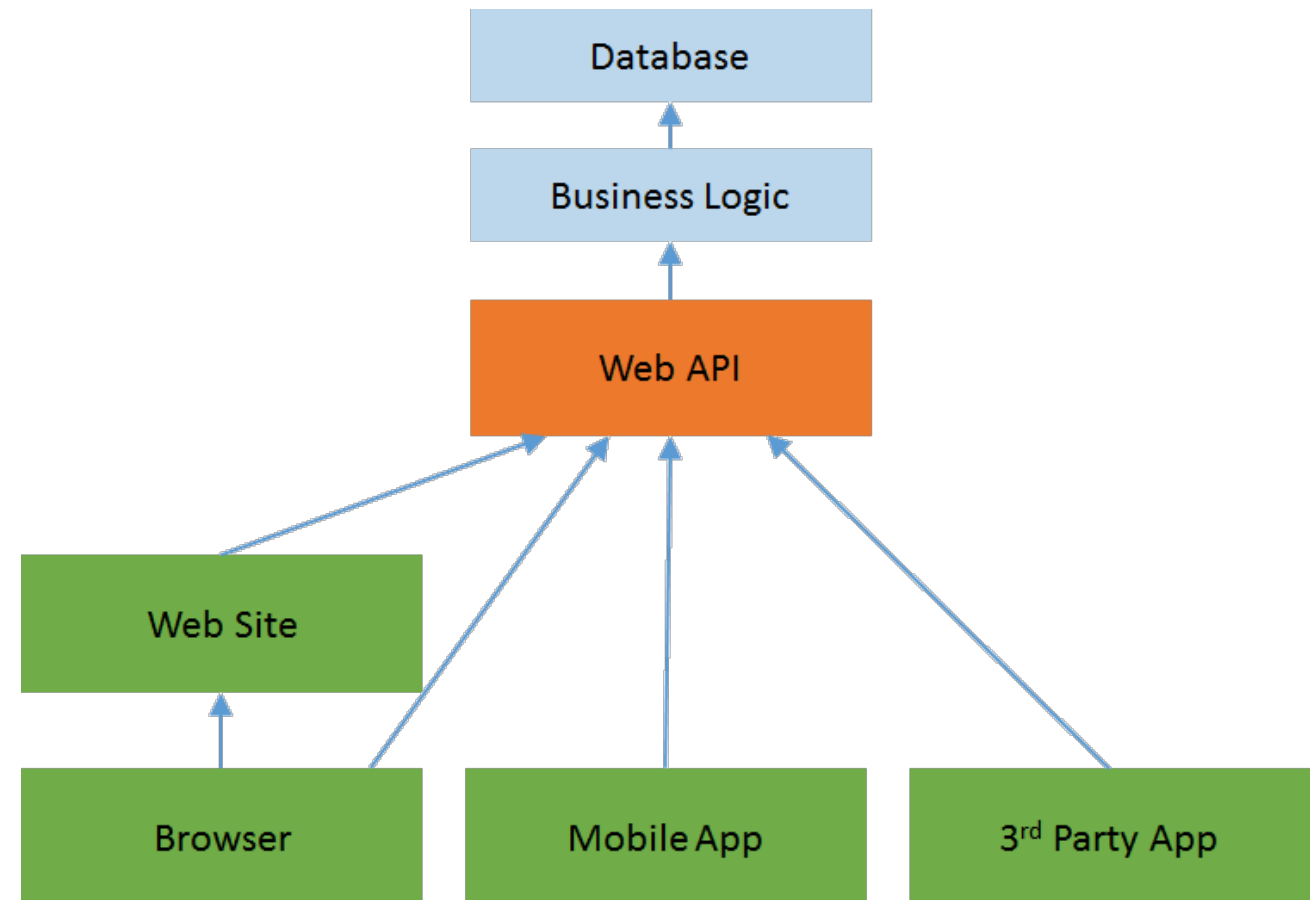 Database
Business Logic
Web API
Web Site
Browser
Mobile App
3rd Party App